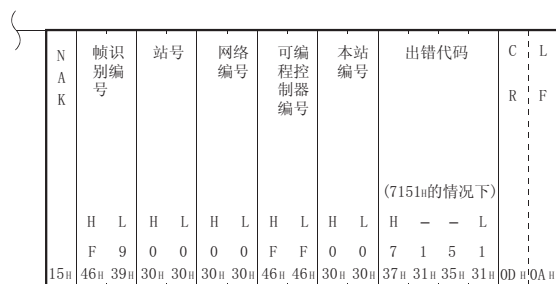 N A K
帧识别编号
站号
网络编号
可编程控制器编号
本站编号
出错代码
C R
L F
(7151H的情况下)
H L H L H L H L H L H － － L
F 9 0 0 0 0 F F 0 0 7 1 5 1
15H 46H 39H 30H 30H 30H 30H 46H 46H 30H 30H 37H 31H 35H 31H 0DH 0AH